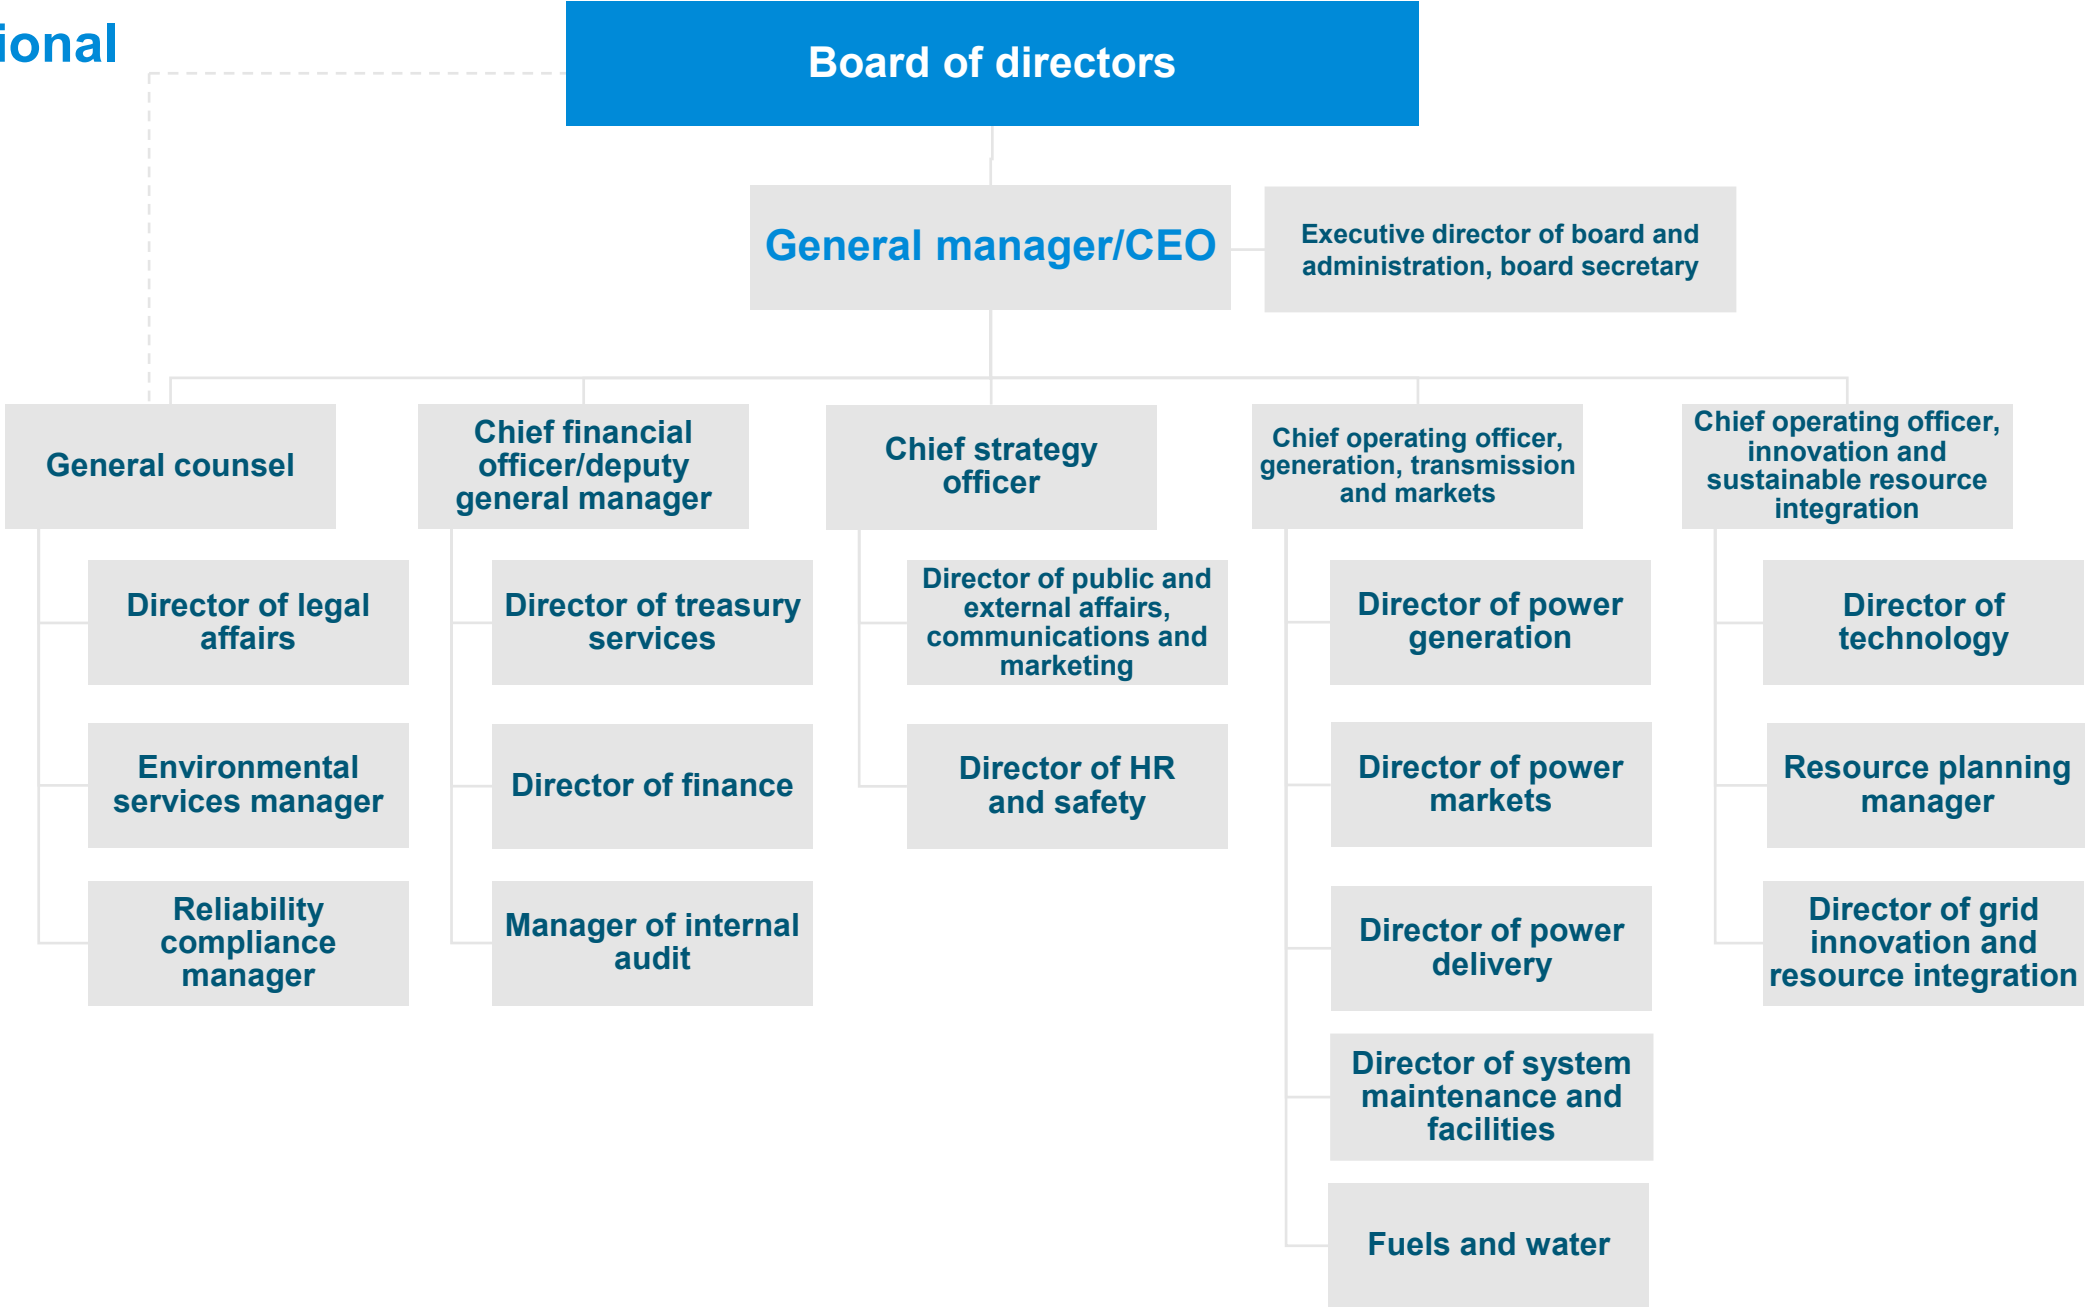 ional
Board of directors
General manager/CEO
Executive director of board and
administration, board secretary
General counsel
Chief financial
officer/deputy
general manager
Chief strategy
officer
Chief operating officer,
generation, transmission
and markets
Chief operating officer,
innovation and
sustainable resource
integration
Director of legal
affairs
Environmental
services manager
Reliability
compliance
manager
Director of treasury
services
Director of finance
Manager of internal
audit
Director of public and
external affairs,
communications and
marketing
Director of HR
and safety
Director of power
generation
Director of power
markets
Director of power
delivery
Director of system
maintenance and
facilities
Fuels and water
Director of
technology
Resource planning
manager
Director of grid
innovation and
resource integration